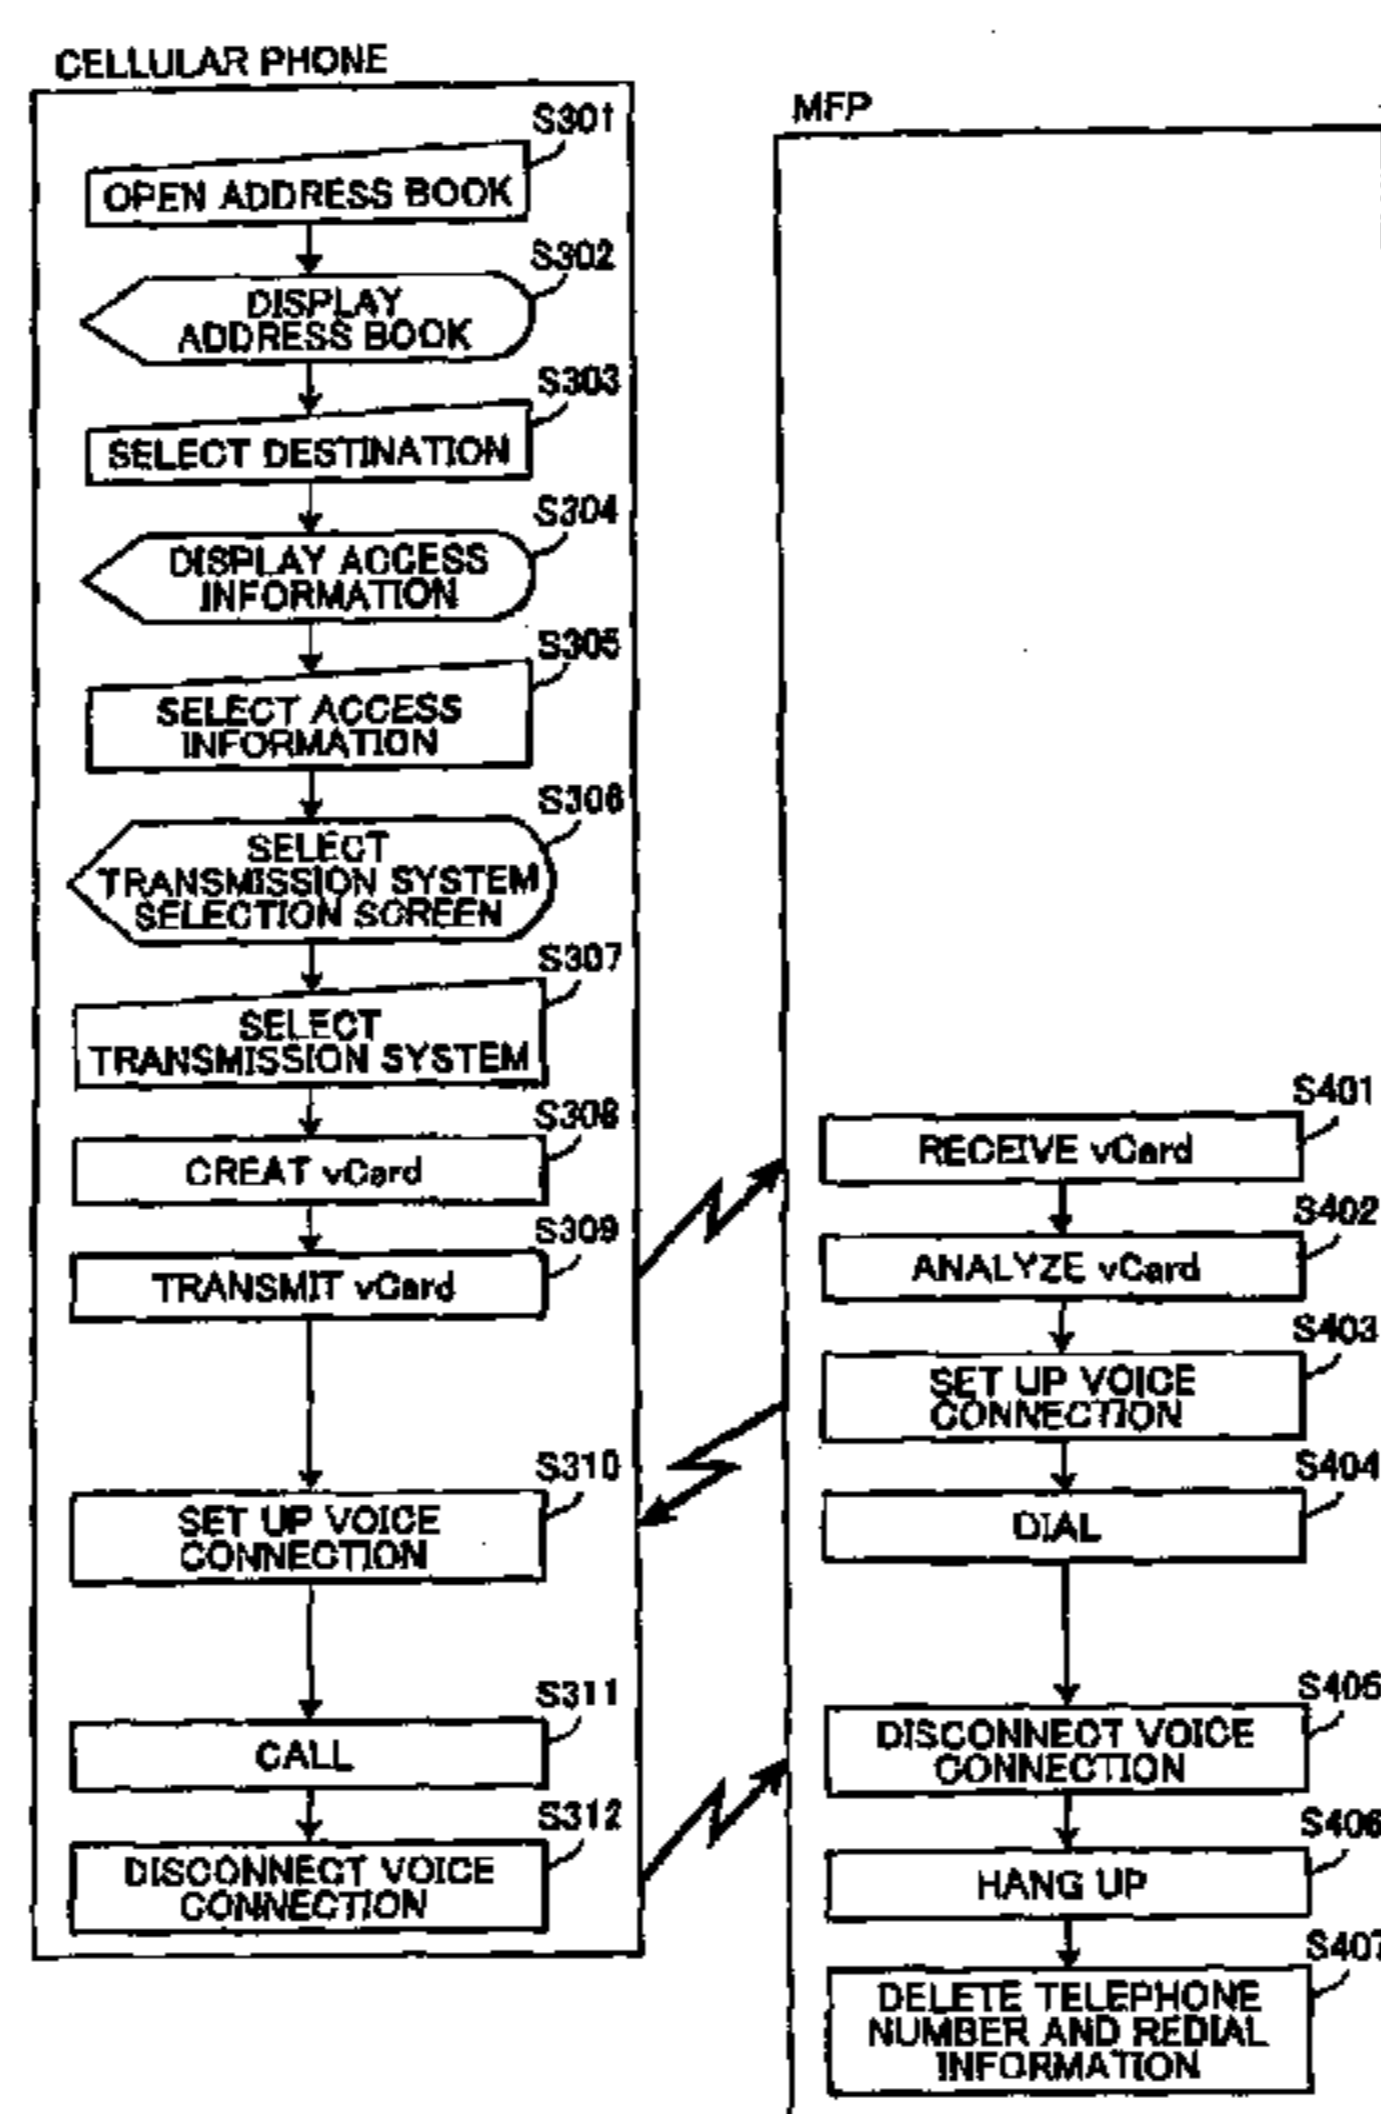 CELLULAR PHONE
S301
OPEN ADDRESS BOOK
S302
DISPLAY
ADDRESS BOOK
S303
SELECT DESTINATION
S304
DISPLAY ACCESS
INFORMATION
S305
SELECT ACCESS
INFORMATION
S306
SELECT
TRANSMISSION SYSTEM
SELECTION SCREEN
S307
SELECT
TRANSMISSION SYSTEM
S308
CREAT vCard
S309
TRANSMIT vCard
S310
SET UP VOICE
CONNECTION
S311
CALL
S312
DISCONNECT VOICE
CONNECTION
MFP
S401
RECEIVE vCard
S402
ANALYZE vCard
S403
SET UP VOICE
CONNECTION
S404
DIAL
S405
DISCONNECT VOICE
CONNECTION
S406
HANG UP
S407
DELETE TELEPHONE
NUMBER AND REDIAL
INFORMATION